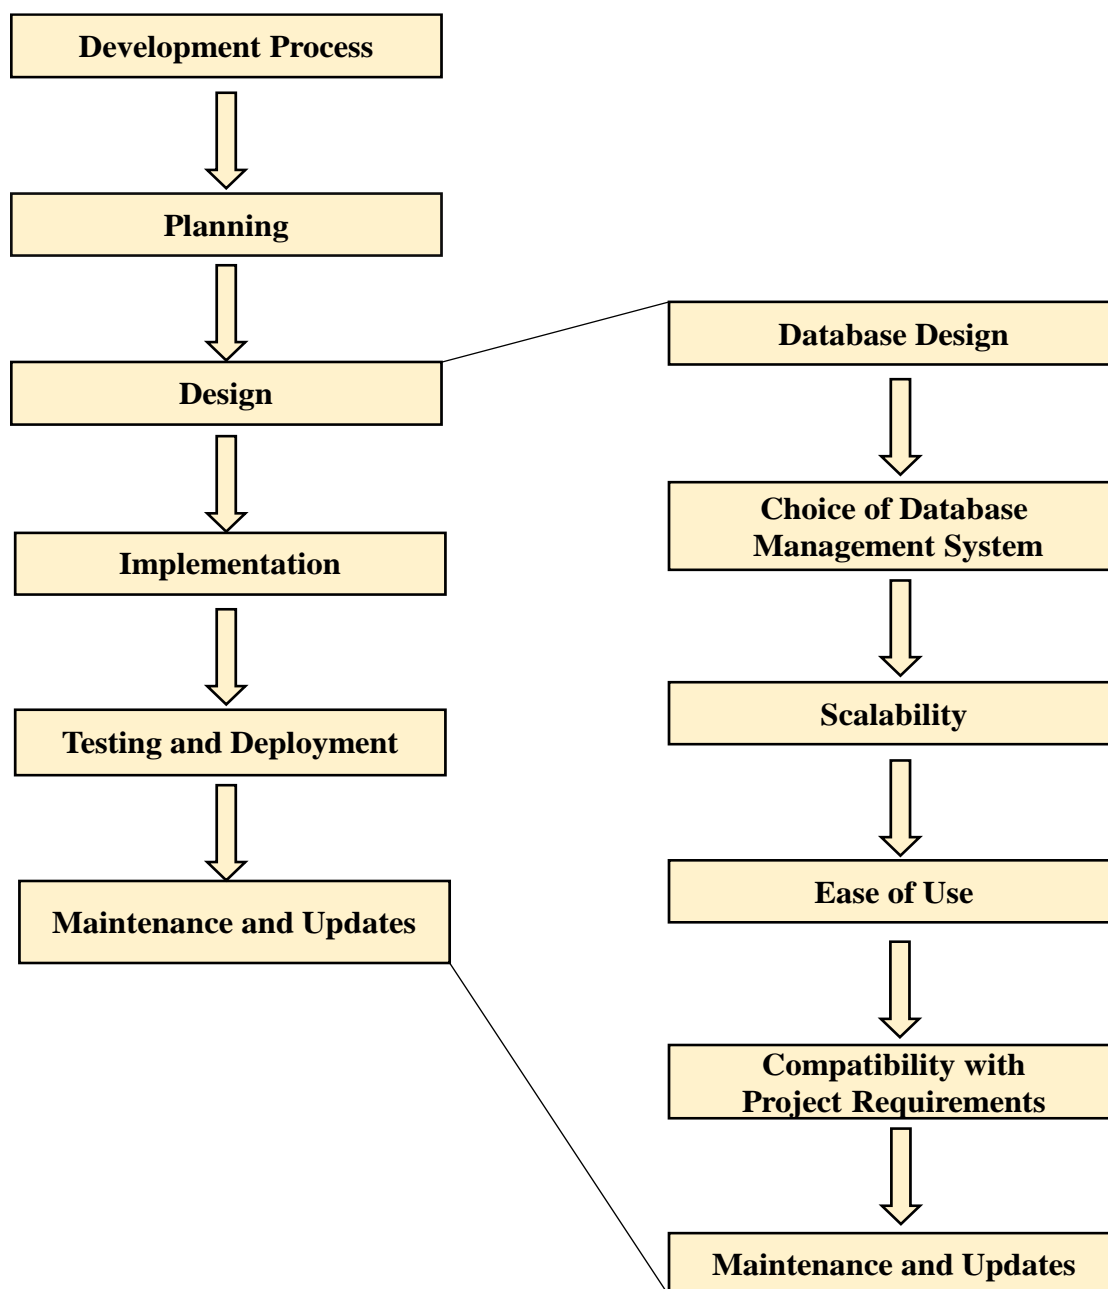 Development Process
Planning
Design
Implementation
Testing and Deployment
Maintenance and Updates
Database Design
Choice of Database
Management System
Scalability
Ease of Use
Compatibility with
Project Requirements
Maintenance and Updates